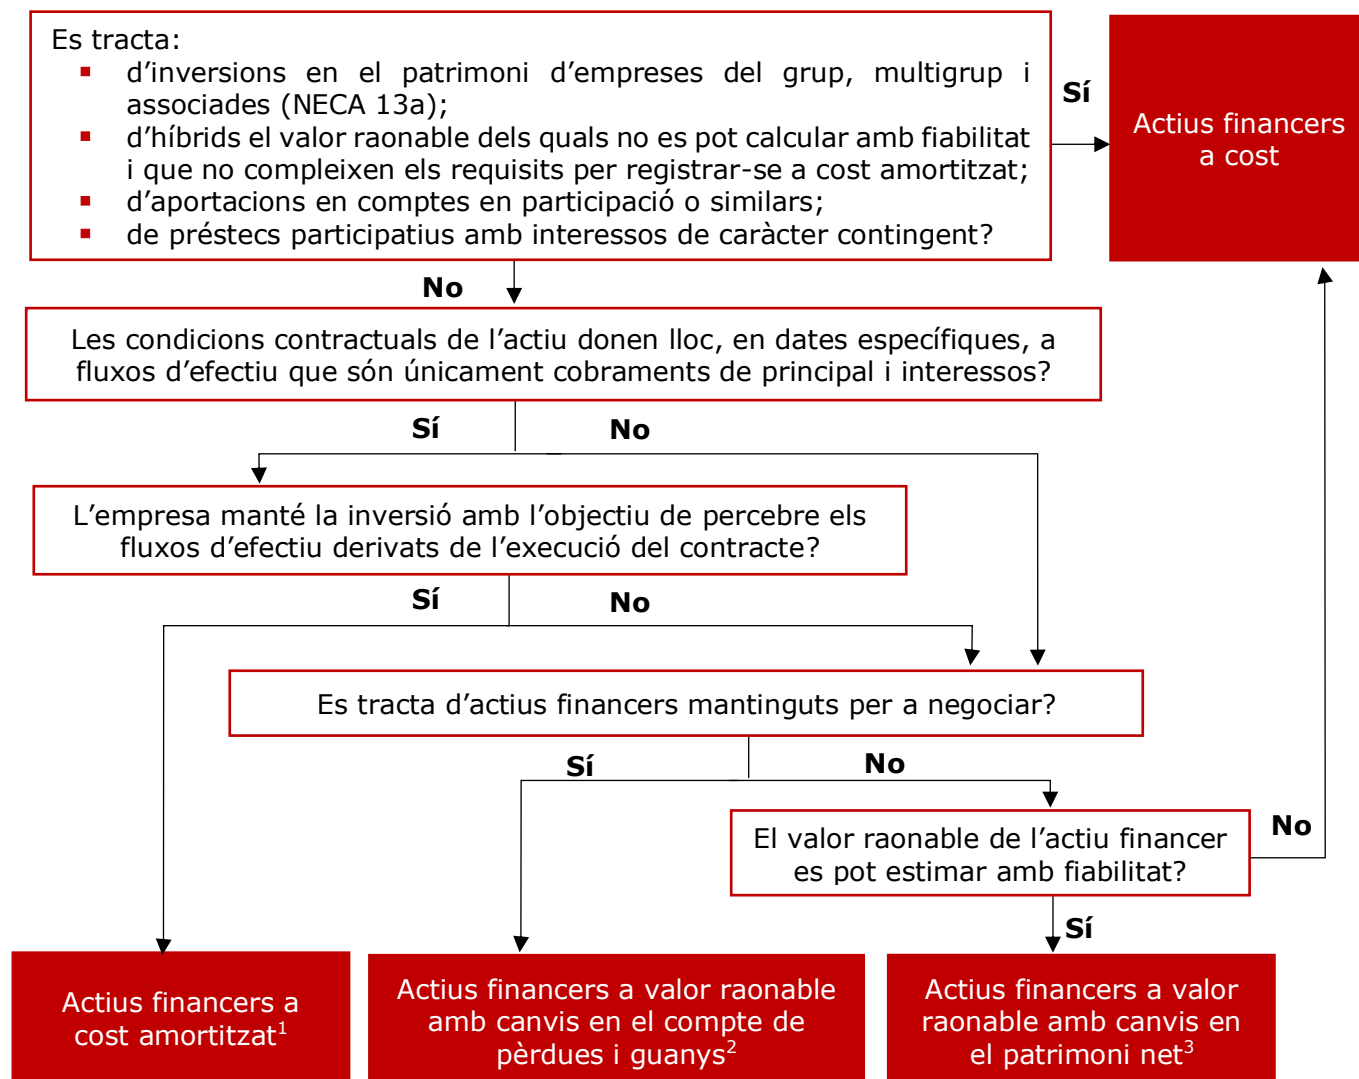 Es tracta:
▪ d’inversions en el patrimoni d’empreses del grup, multigrup i
associades (NECA 13a);
▪ d’híbrids el valor raonable dels quals no es pot calcular amb fiabilitat
i que no compleixen els requisits per registrar-se a cost amortitzat;
▪ d’aportacions en comptes en participació o similars;
▪ de préstecs participatius amb interessos de caràcter contingent?
Sí
Actius financers
a cost
No
Les condicions contractuals de l’actiu donen lloc, en dates específiques, a
fluxos d’efectiu que són únicament cobraments de principal i interessos?
Sí
No
L’empresa manté la inversió amb l’objectiu de percebre els
fluxos d’efectiu derivats de l’execució del contracte?
Sí
No
Es tracta d’actius financers mantinguts per a negociar?
Sí
No
El valor raonable de l’actiu financer
es pot estimar amb fiabilitat?
No
Sí
Actius financers a
cost amortitzat¹
Actius financers a valor raonable
amb canvis en el compte de
pèrdues i guanys²
Actius financers a valor
raonable amb canvis en
el patrimoni net³